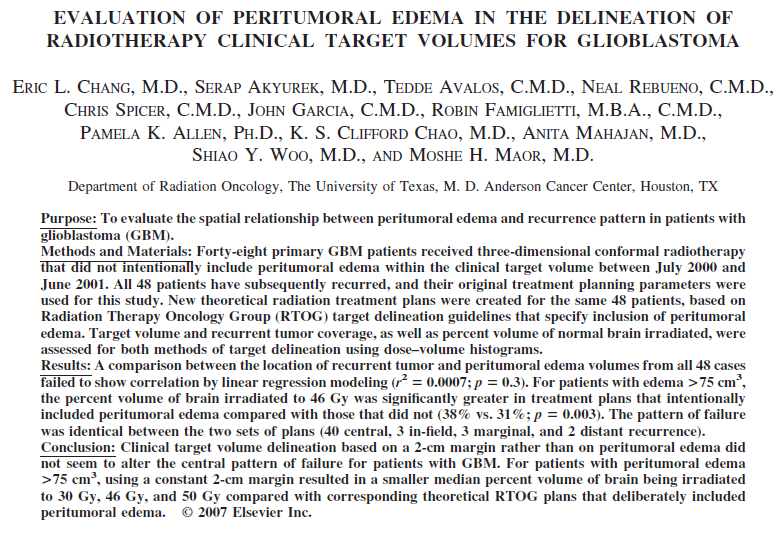 EVALUATION OF PERITUMORAL EDEMA IN THE DELINEATION OF
RADIOTHERAPY CLINICAL TARGET VOLUMES FOR GLIOBLASTOMA
ERIC L. CHANG, M.D., SERAP AKYUREK, M.D., TEDDE AVALOS, C.M.D., NEAL REBUENO, C.M.D.,
CHRIS SPICER, C.M.D., JOHN GARCIA, C.M.D., ROBIN FAMIGLIETTI, M.B.A., C.M.D.,
PAMELA K. ALLEN, PH.D., K. S. CLIFFORD CHAO, M.D., ANITA MAHAJAN, M.D.,
SHIAO Y. WOO, M.D., AND MOSHE H. MAOR, M.D.
Department of Radiation Oncology, The University of Texas, M. D. Anderson Cancer Center, Houston, TX
Purpose: To evaluate the spatial relationship between peritumoral edema and recurrence pattern in patients with
glioblastoma (GBM).
Methods and Materials: Forty-eight primary GBM patients received three-dimensional conformal radiotherapy
that did not intentionally include peritumoral edema within the clinical target volume between July 2000 and
June 2001. All 48 patients have subsequently recurred, and their original treatment planning parameters were
used for this study. New theoretical radiation treatment plans were created for the same 48 patients, based on
Radiation Therapy Oncology Group (RTOG) target delineation guidelines that specify inclusion of peritumoral
edema. Target volume and recurrent tumor coverage, as well as percent volume of normal brain irradiated, were
assessed for both methods of target delineation using dose–volume histograms.
Results: A comparison between the location of recurrent tumor and peritumoral edema volumes from all 48 cases
failed to show correlation by linear regression modeling (r² = 0.0007; p = 0.3). For patients with edema >75 cm³,
the percent volume of brain irradiated to 46 Gy was significantly greater in treatment plans that intentionally
included peritumoral edema compared with those that did not (38% vs. 31%; p = 0.003). The pattern of failure
was identical between the two sets of plans (40 central, 3 in-field, 3 marginal, and 2 distant recurrence).
Conclusion: Clinical target volume delineation based on a 2-cm margin rather than on peritumoral edema did
not seem to alter the central pattern of failure for patients with GBM. For patients with peritumoral edema
>75 cm³, using a constant 2-cm margin resulted in a smaller median percent volume of brain being irradiated
to 30 Gy, 46 Gy, and 50 Gy compared with corresponding theoretical RTOG plans that deliberately included
peritumoral edema. © 2007 Elsevier Inc.